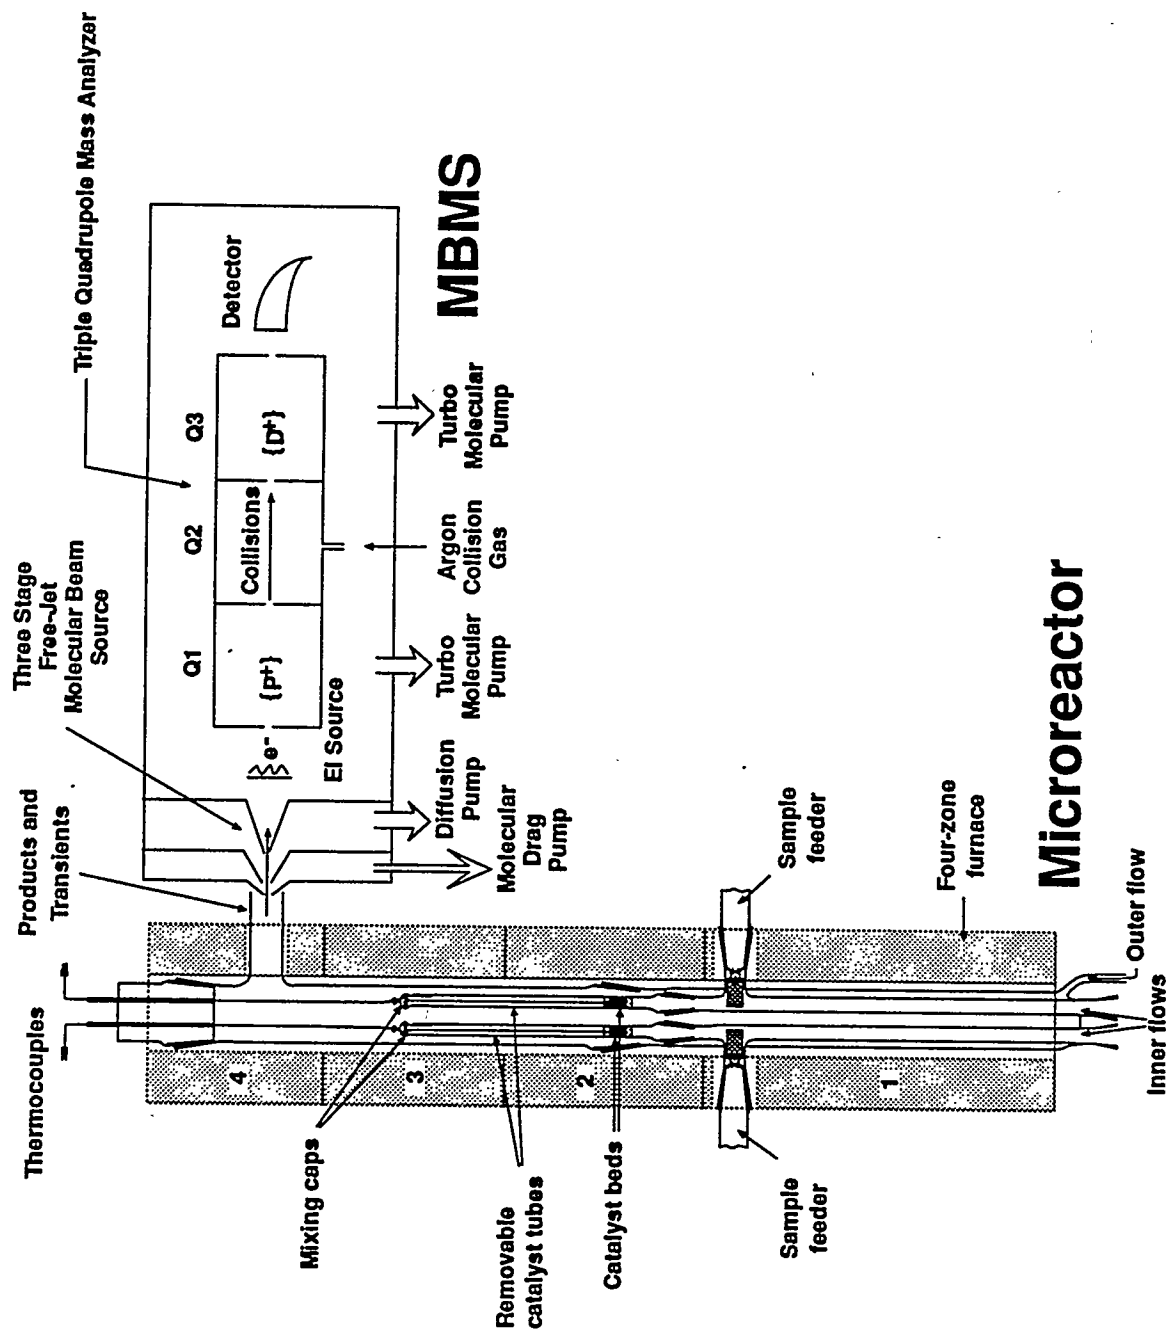 Triple Quadrupole Mass Analyzer
Three Stage
Free-Jet
Molecular Beam
Source
Products and
Transients
Thermocouples
Q1
Q2
Q3
Detector
{P+}
Collisions
{D+}
e-
EI Source
MBMS
Molecular
Drag
Pump
Diffusion
Pump
Turbo
Molecular
Pump
Argon
Collision
Gas
Turbo
Molecular
Pump
4
3
2
1
Mixing caps
Removable
catalyst tubes
Catalyst beds
Sample
feeder
Sample
feeder
Four-zone
furnace
Microreactor
Outer flow
Inner flows